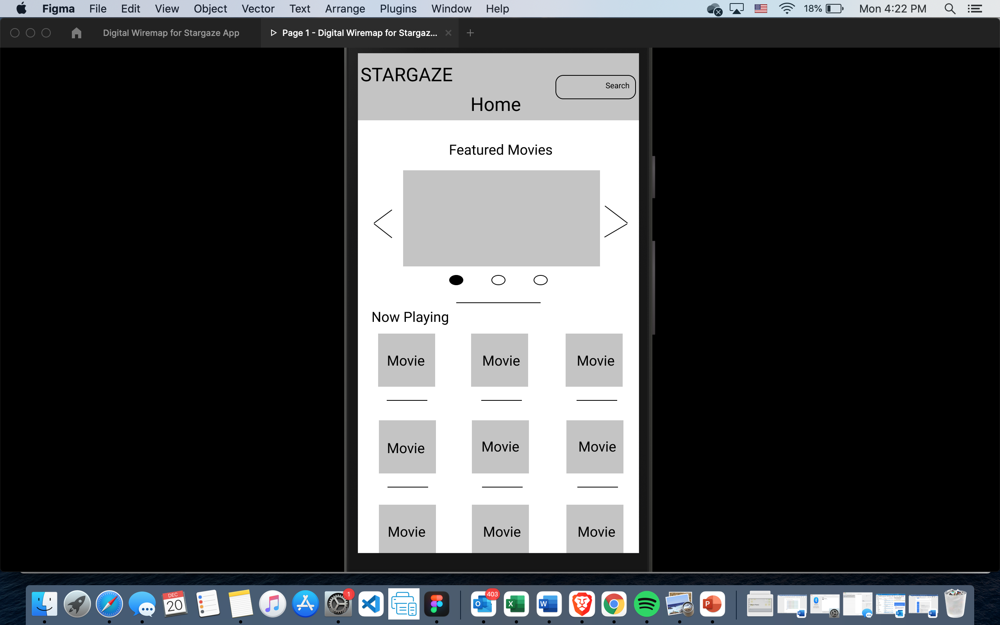 Figma File Edit View Object Vector Text Arrange Plugins Window Help 18% Mon 4:22 PM
Digital Wiremap for Stargaze App Page 1 - Digital Wiremap for Stargaz...
STARGAZE
Search
Home
Featured Movies
Now Playing
Movie Movie Movie
Movie Movie Movie
Movie Movie Movie
DEC
20
1
403
O
X
W
P